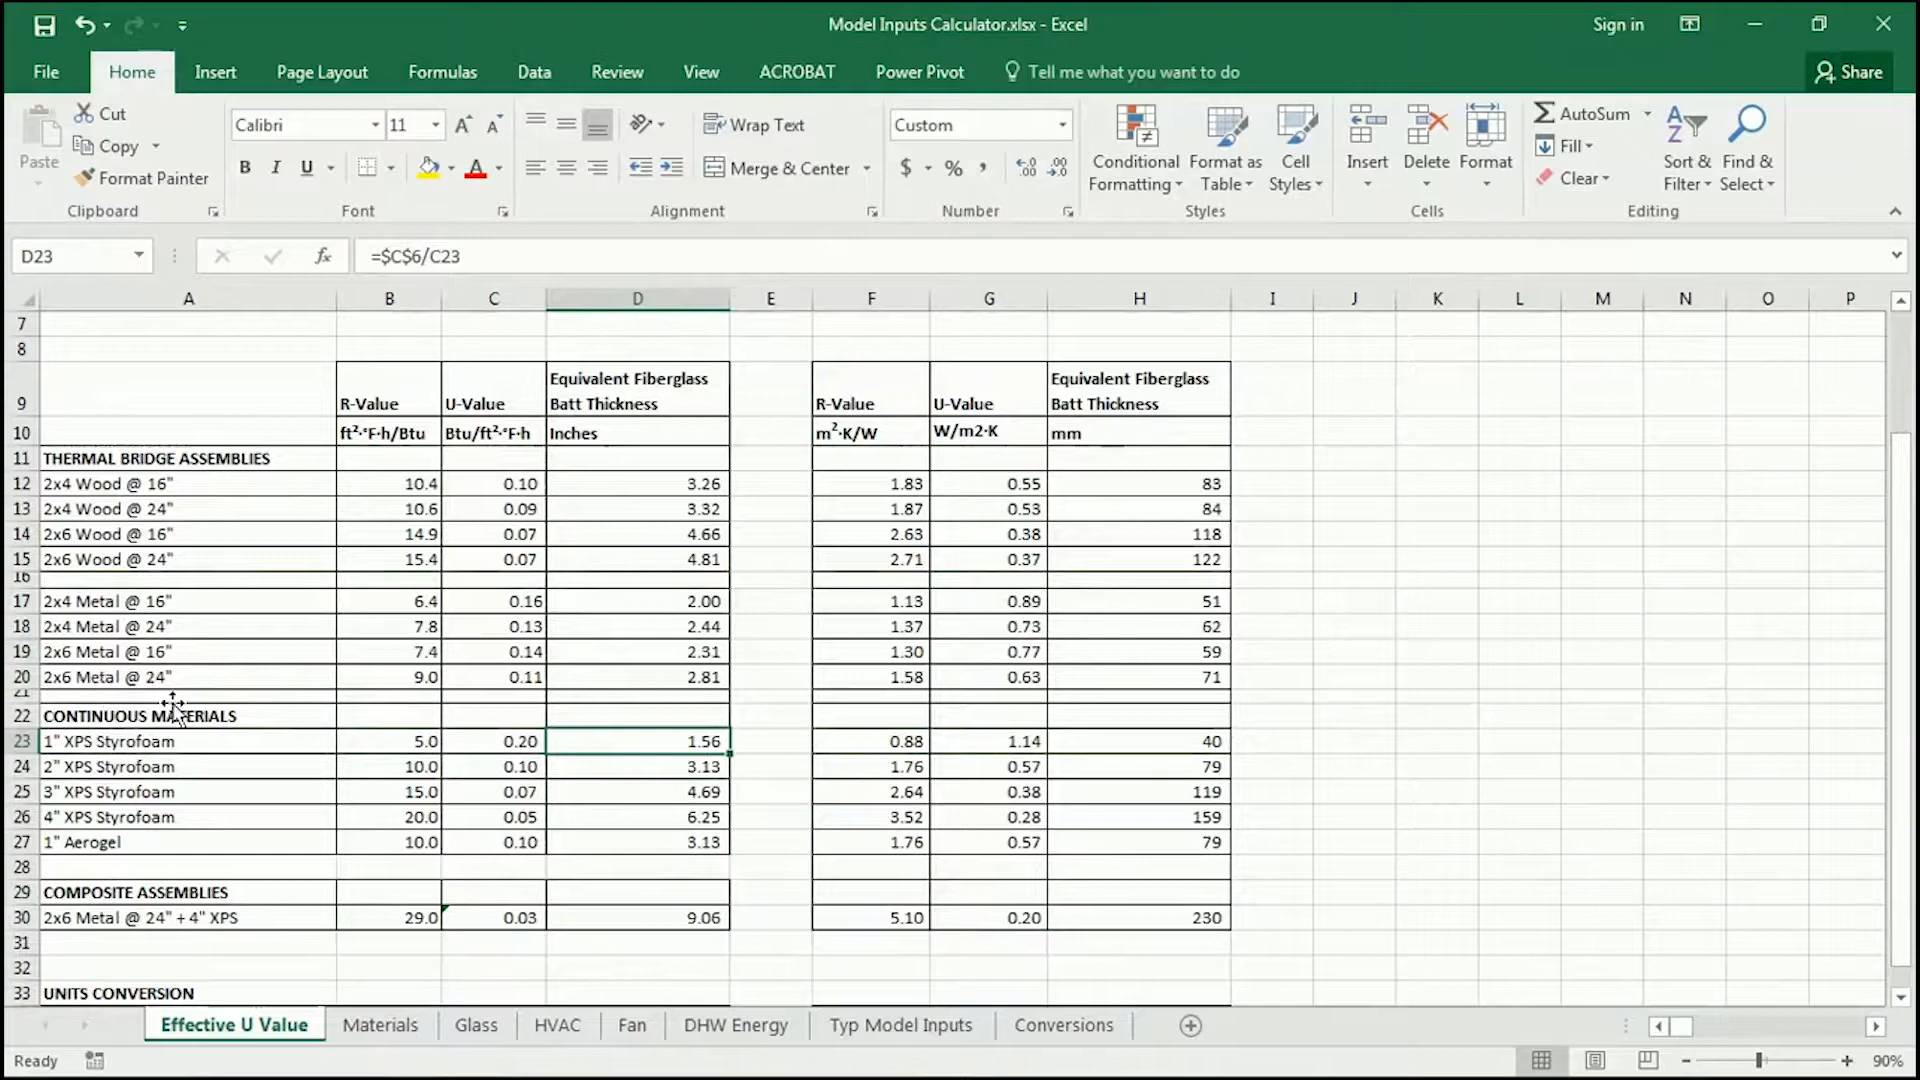 Model Inputs Calculator.xlsx - Excel
Sign in
File Home Insert Page Layout Formulas Data Review View ACROBAT Power Pivot Tell me what you want to do Share
Paste
Cut
Copy
Format Painter
Clipboard
Calibri 11
B I U
Font
Wrap Text
Merge & Center
Alignment
Custom
$ % ,
Number
Conditional Formatting
Format as Table
Cell Styles
Styles
Insert Delete Format
Cells
AutoSum
Fill
Clear
Sort & Filter
Find & Select
Editing
D23 fx =$C$6/C23
A B C D E F G H I J K L M N O P
7
8
9 R-Value U-Value Equivalent Fiberglass Batt Thickness R-Value U-Value Equivalent Fiberglass Batt Thickness
10 ft²·°F·h/Btu Btu/ft²·°F·h Inches m²·K/W W/m2·K mm
11 THERMAL BRIDGE ASSEMBLIES
12 2x4 Wood @ 16" 10.4 0.10 3.26 1.83 0.55 83
13 2x4 Wood @ 24" 10.6 0.09 3.32 1.87 0.53 84
14 2x6 Wood @ 16" 14.9 0.07 4.66 2.63 0.38 118
15 2x6 Wood @ 24" 15.4 0.07 4.81 2.71 0.37 122
16
17 2x4 Metal @ 16" 6.4 0.16 2.00 1.13 0.89 51
18 2x4 Metal @ 24" 7.8 0.13 2.44 1.37 0.73 62
19 2x6 Metal @ 16" 7.4 0.14 2.31 1.30 0.77 59
20 2x6 Metal @ 24" 9.0 0.11 2.81 1.58 0.63 71
21
22 CONTINUOUS MATERIALS
23 1" XPS Styrofoam 5.0 0.20 1.56 0.88 1.14 40
24 2" XPS Styrofoam 10.0 0.10 3.13 1.76 0.57 79
25 3" XPS Styrofoam 15.0 0.07 4.69 2.64 0.38 119
26 4" XPS Styrofoam 20.0 0.05 6.25 3.52 0.28 159
27 1" Aerogel 10.0 0.10 3.13 1.76 0.57 79
28
29 COMPOSITE ASSEMBLIES
30 2x6 Metal @ 24" + 4" XPS 29.0 0.03 9.06 5.10 0.20 230
31
32
33 UNITS CONVERSION
Effective U Value Materials Glass HVAC Fan DHW Energy Typ Model Inputs Conversions
Ready 90%